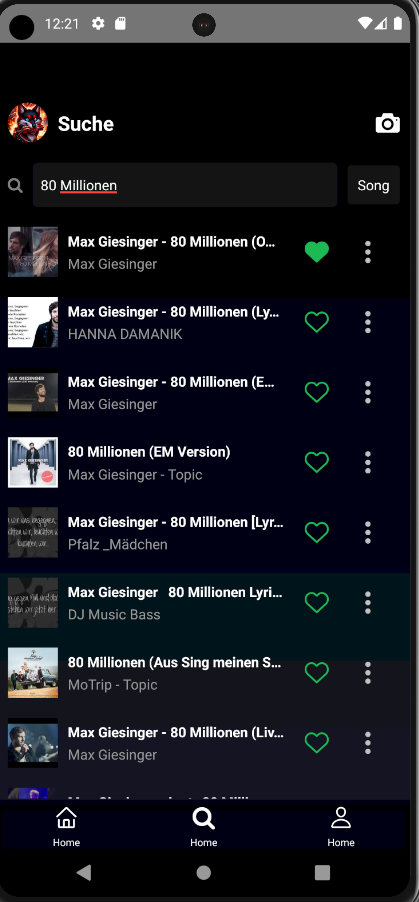 12:21
Suche
80 Millionen
Song
Max Giesinger - 80 Millionen (O...
Max Giesinger
Max Giesinger - 80 Millionen (Ly...
HANNA DAMANIK
Max Giesinger - 80 Millionen (E...
Max Giesinger
80 Millionen (EM Version)
Max Giesinger - Topic
Max Giesinger - 80 Millionen [Lyr...
Pfalz _Mädchen
Max Giesinger 80 Millionen Lyri...
DJ Music Bass
80 Millionen (Aus Sing meinen S...
MoTrip - Topic
Max Giesinger - 80 Millionen (Liv...
Max Giesinger
Home
Home
Home